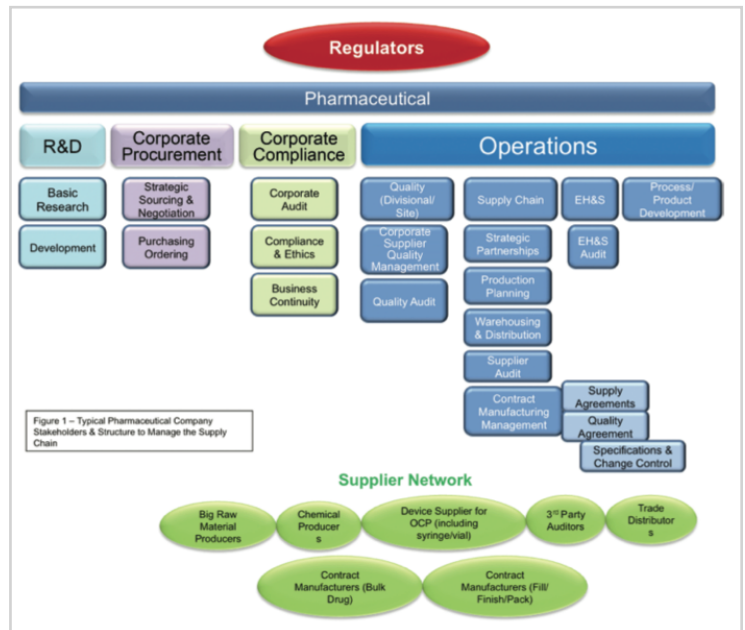 Regulators
Pharmaceutical
R&D
Corporate
Procurement
Corporate
Compliance
Operations
Basic
Research
Development
Strategic
Sourcing &
Negotiation
Purchasing
Ordering
Corporate
Audit
Compliance
& Ethics
Business
Continuity
Quality
(Divisional/
Site)
Corporate
Supplier
Quality
Management
Quality Audit
Supply Chain
Strategic
Partnerships
Production
Planning
Warehousing
& Distribution
Supplier
Audit
Contract
Manufacturing
Management
EH&S
EH&S
Audit
Process/
Product
Development
Supply
Agreements
Quality
Agreement
Specifications &
Change Control
Figure 1 – Typical Pharmaceutical Company
Stakeholders & Structure to Manage the Supply
Chain
Supplier Network
Big Raw
Material
Producers
Chemical
Producer
s
Device Supplier for
OCP (including
syringe/vial)
3rd Party
Auditors
Trade
Distributor
s
Contract
Manufacturers (Bulk
Drug)
Contract
Manufacturers (Fill/
Finish/Pack)